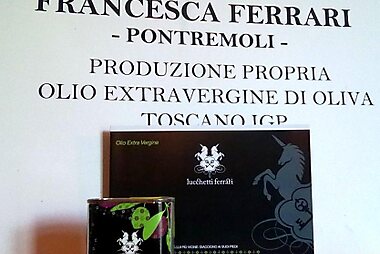 FRANCESCA FERRARI
- PONTREMOLI -
PRODUZIONE PROPRIA
OLIO EXTRAVERGINE DI OLIVA
TOSCANO IGP
Olio Extra Vergine
lucchetti ferrari